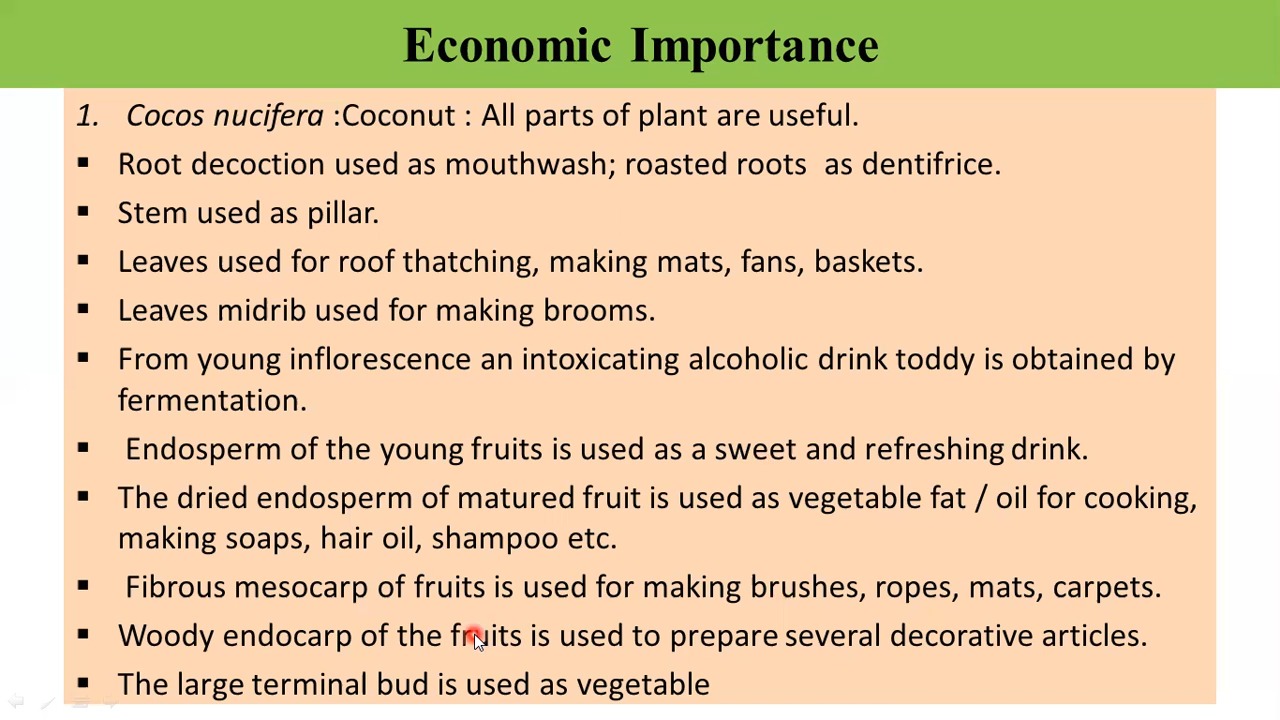 Economic Importance
1. Cocos nucifera :Coconut : All parts of plant are useful.
▪ Root decoction used as mouthwash; roasted roots as dentifrice.
▪ Stem used as pillar.
▪ Leaves used for roof thatching, making mats, fans, baskets.
▪ Leaves midrib used for making brooms.
▪ From young inflorescence an intoxicating alcoholic drink toddy is obtained by
fermentation.
▪ Endosperm of the young fruits is used as a sweet and refreshing drink.
▪ The dried endosperm of matured fruit is used as vegetable fat / oil for cooking,
making soaps, hair oil, shampoo etc.
▪ Fibrous mesocarp of fruits is used for making brushes, ropes, mats, carpets.
▪ Woody endocarp of the fruits is used to prepare several decorative articles.
▪ The large terminal bud is used as vegetable